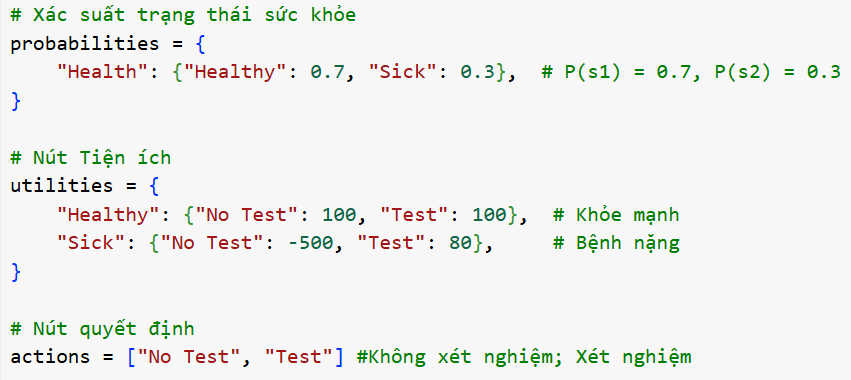 # Xác suất trạng thái sức khỏe
probabilities = {
    "Health": {"Healthy": 0.7, "Sick": 0.3},  # P(s1) = 0.7, P(s2) = 0.3
}

# Nút Tiện ích
utilities = {
    "Healthy": {"No Test": 100, "Test": 100},  # Khỏe mạnh
    "Sick": {"No Test": -500, "Test": 80},     # Bệnh nặng
}

# Nút quyết định
actions = ["No Test", "Test"] #Không xét nghiệm; Xét nghiệm